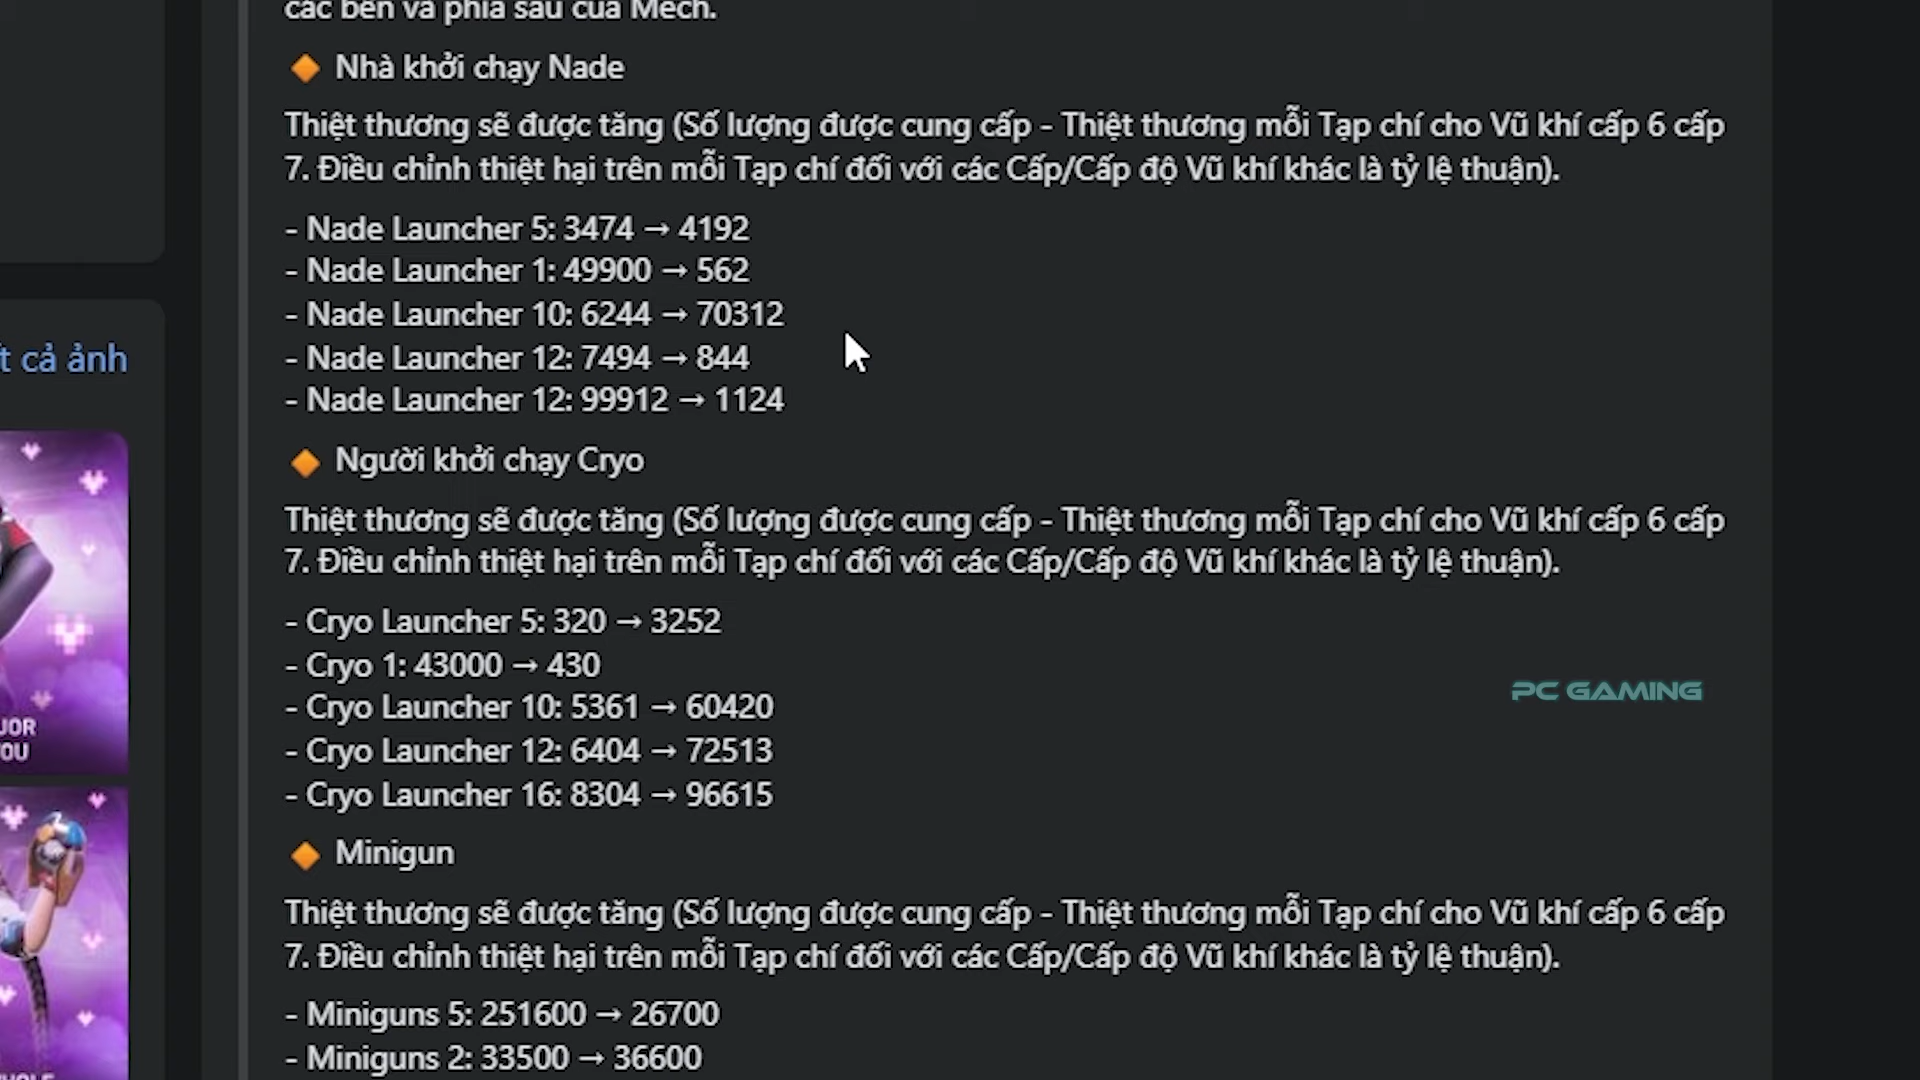 các bên và phía sau của Mech.
🔶 Nhà khởi chạy Nade
Thiệt thương sẽ được tăng (Số lượng được cung cấp - Thiệt thương mỗi Tạp chí cho Vũ khí cấp 6 cấp
7. Điều chỉnh thiệt hại trên mỗi Tạp chí đối với các Cấp/Cấp độ Vũ khí khác là tỷ lệ thuận).
- Nade Launcher 5: 3474 → 4192
- Nade Launcher 1: 49900 → 562
- Nade Launcher 10: 6244 → 70312
- Nade Launcher 12: 7494 → 844
- Nade Launcher 12: 99912 → 1124
t cả ảnh
🔶 Người khởi chạy Cryo
Thiệt thương sẽ được tăng (Số lượng được cung cấp - Thiệt thương mỗi Tạp chí cho Vũ khí cấp 6 cấp
7. Điều chỉnh thiệt hại trên mỗi Tạp chí đối với các Cấp/Cấp độ Vũ khí khác là tỷ lệ thuận).
- Cryo Launcher 5: 320 → 3252
- Cryo 1: 43000 → 430
- Cryo Launcher 10: 5361 → 60420
- Cryo Launcher 12: 6404 → 72513
- Cryo Launcher 16: 8304 → 96615
PC GAMING
JOR
OU
🔶 Minigun
Thiệt thương sẽ được tăng (Số lượng được cung cấp - Thiệt thương mỗi Tạp chí cho Vũ khí cấp 6 cấp
7. Điều chỉnh thiệt hại trên mỗi Tạp chí đối với các Cấp/Cấp độ Vũ khí khác là tỷ lệ thuận).
- Miniguns 5: 251600 → 26700
- Miniguns 2: 33500 → 36600